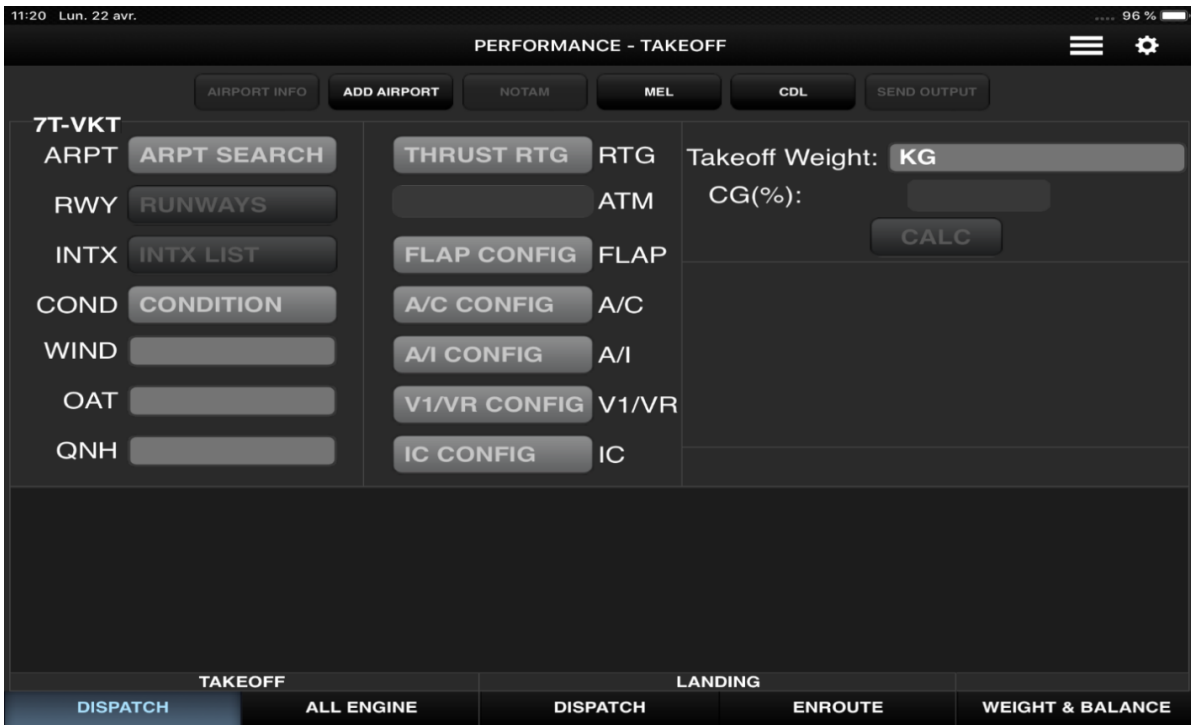 11:20 Lun. 22 avr. 96 %
PERFORMANCE - TAKEOFF
AIRPORT INFO ADD AIRPORT NOTAM MEL CDL SEND OUTPUT
7T-VKT
ARPT ARPT SEARCH THRUST RTG RTG Takeoff Weight: KG
RWY RUNWAYS ATM CG(%):
CALC
INTX INTX LIST FLAP CONFIG FLAP
COND CONDITION A/C CONFIG A/C
WIND A/I CONFIG A/I
OAT V1/VR CONFIG V1/VR
QNH IC CONFIG IC
TAKEOFF LANDING
DISPATCH ALL ENGINE DISPATCH ENROUTE WEIGHT & BALANCE